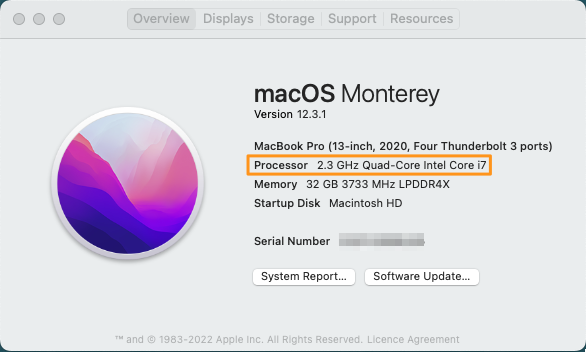 Overview Displays Storage Support Resources
macOS Monterey
Version 12.3.1
MacBook Pro (13-inch, 2020, Four Thunderbolt 3 ports)
Processor 2.3 GHz Quad-Core Intel Core i7
Memory 32 GB 3733 MHz LPDDR4X
Startup Disk Macintosh HD
Serial Number
System Report... Software Update...
™ and © 1983-2022 Apple Inc. All Rights Reserved. Licence Agreement